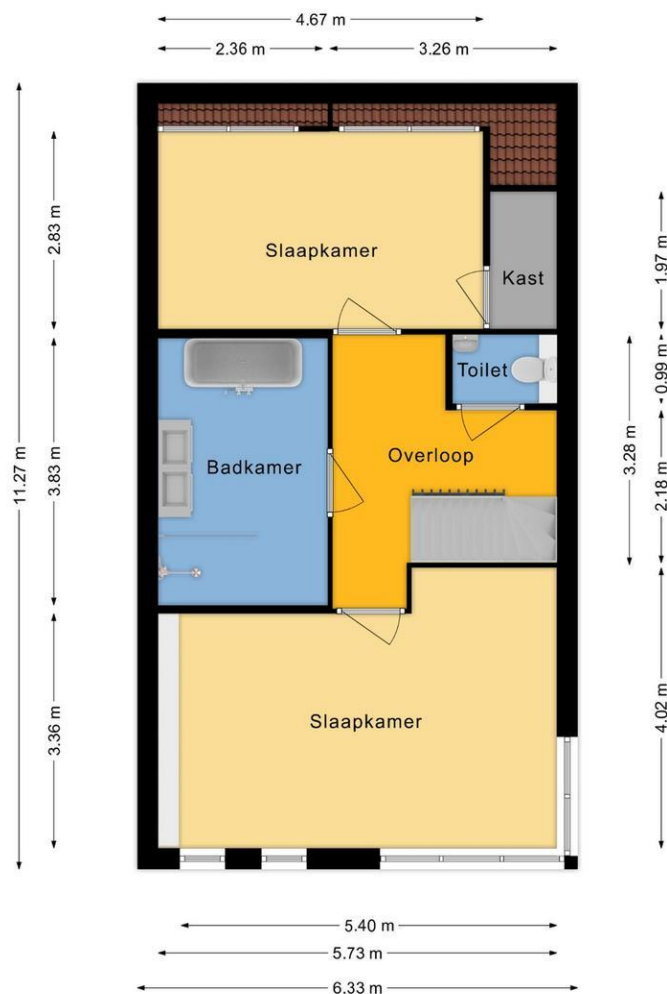 4.67 m
2.36 m
3.26 m
11.27 m
2.83 m
3.83 m
3.36 m
Slaapkamer
Kast
Toilet
Badkamer
Overloop
Slaapkamer
1.97 m
0.99 m
3.28 m
2.18 m
4.02 m
5.40 m
5.73 m
6.33 m